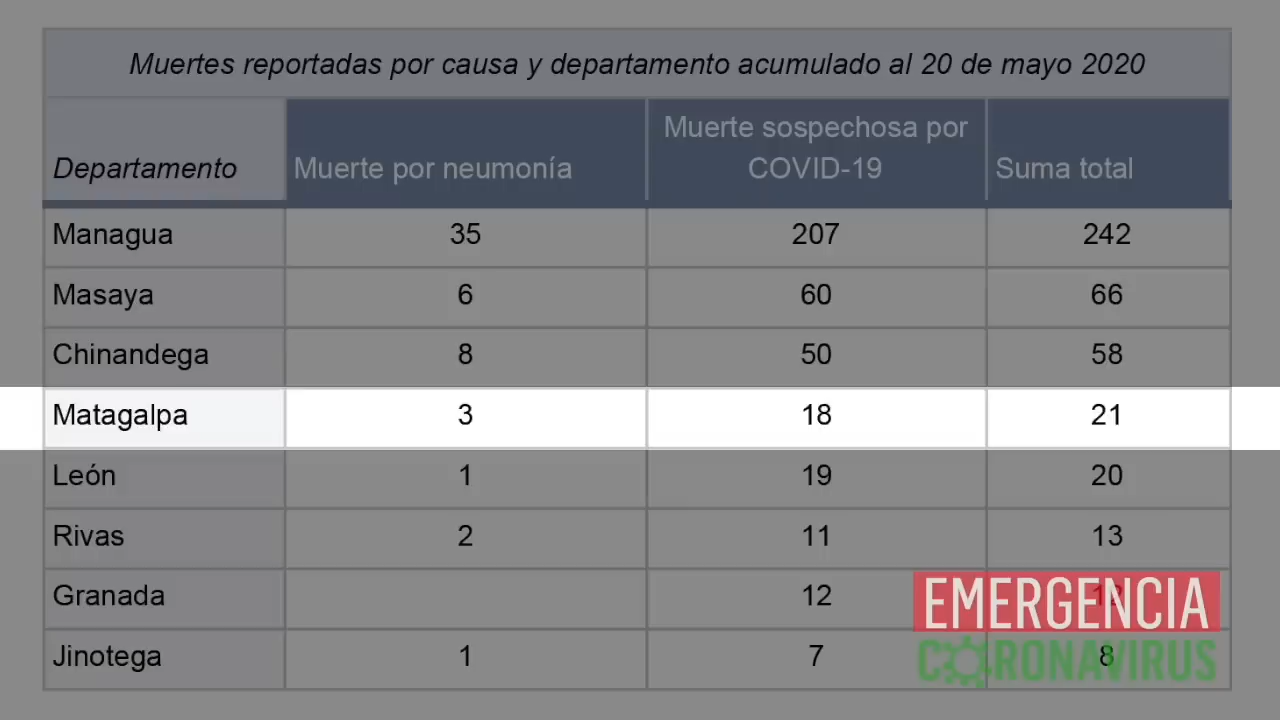 Muertes reportadas por causa y departamento acumulado al 20 de mayo 2020
Departamento Muerte por neumonía Muerte sospechosa por COVID-19 Suma total
Managua 35 207 242
Masaya 6 60 66
Chinandega 8 50 58
Matagalpa 3 18 21
León 1 19 20
Rivas 2 11 13
Granada 12 12
Jinotega 1 7 8
EMERGENCIA
CORONAVIRUS